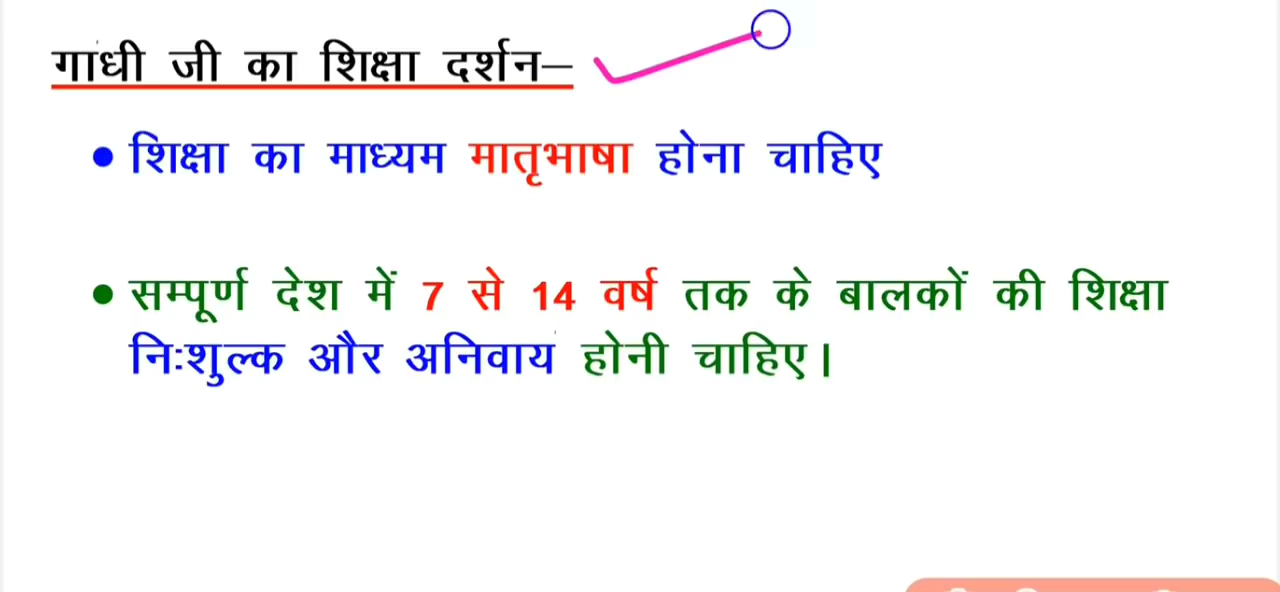 गांधी जी का शिक्षा दर्शन–
• शिक्षा का माध्यम मातृभाषा होना चाहिए
• सम्पूर्ण देश में 7 से 14 वर्ष तक के बालकों की शिक्षा
निःशुल्क और अनिवार्य होनी चाहिए।